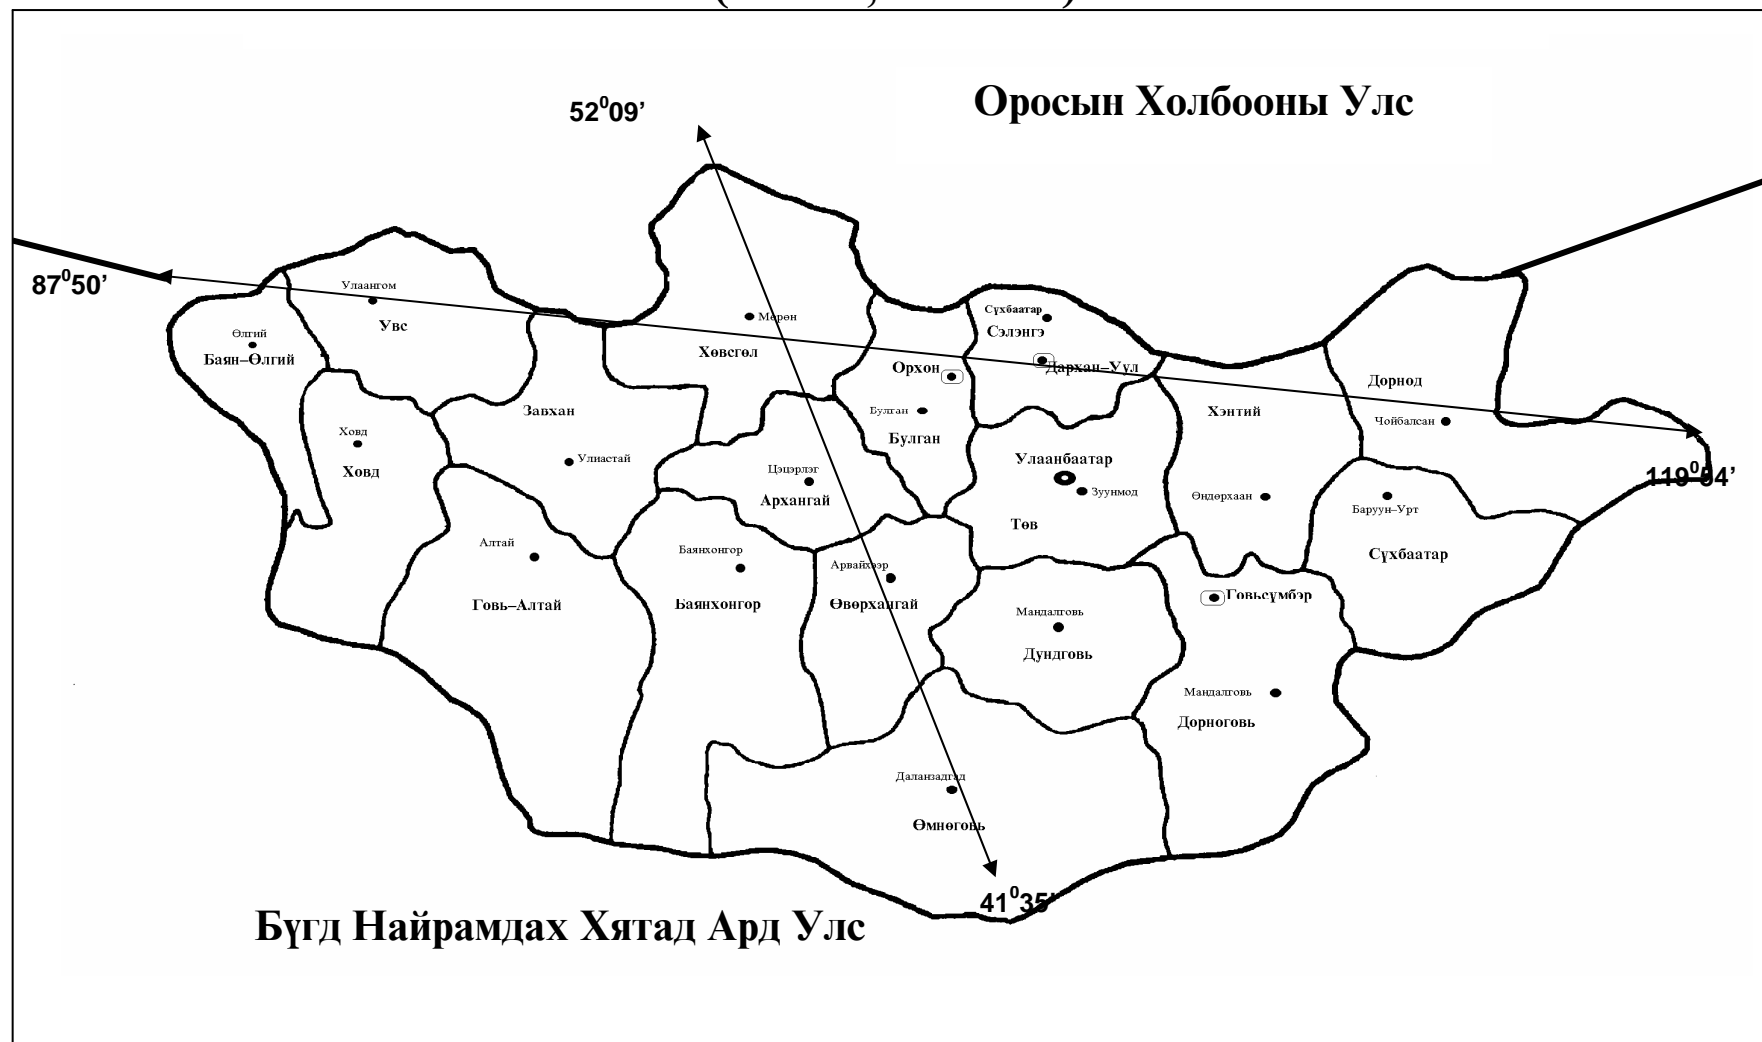 52⁰09’
Оросын Холбооны Улс
87⁰50’
Улаангом
Увс
Өлгий
Баян–Өлгий
Мөрөн
Хөвсгөл
Сүхбаатар
Сэлэнгэ
Орхон
Дархан–Уул
Дорнод
Завхан
Булган
Булган
Хэнтий
Чойбалсан
Ховд
Ховд
Улиастай
Цэцэрлэг
Архангай
Улаанбаатар
Зуунмод
Төв
Өндөрхаан
Баруун–Урт
119⁰54’
Сүхбаатар
Алтай
Говь–Алтай
Баянхонгор
Баянхонгор
Арвайхээр
Өвөрхангай
Говьсүмбэр
Мандалговь
Дундговь
Мандалговь
Дорноговь
Даланзадгад
Өмнөговь
41⁰35’
Бүгд Найрамдах Хятад Ард Улс